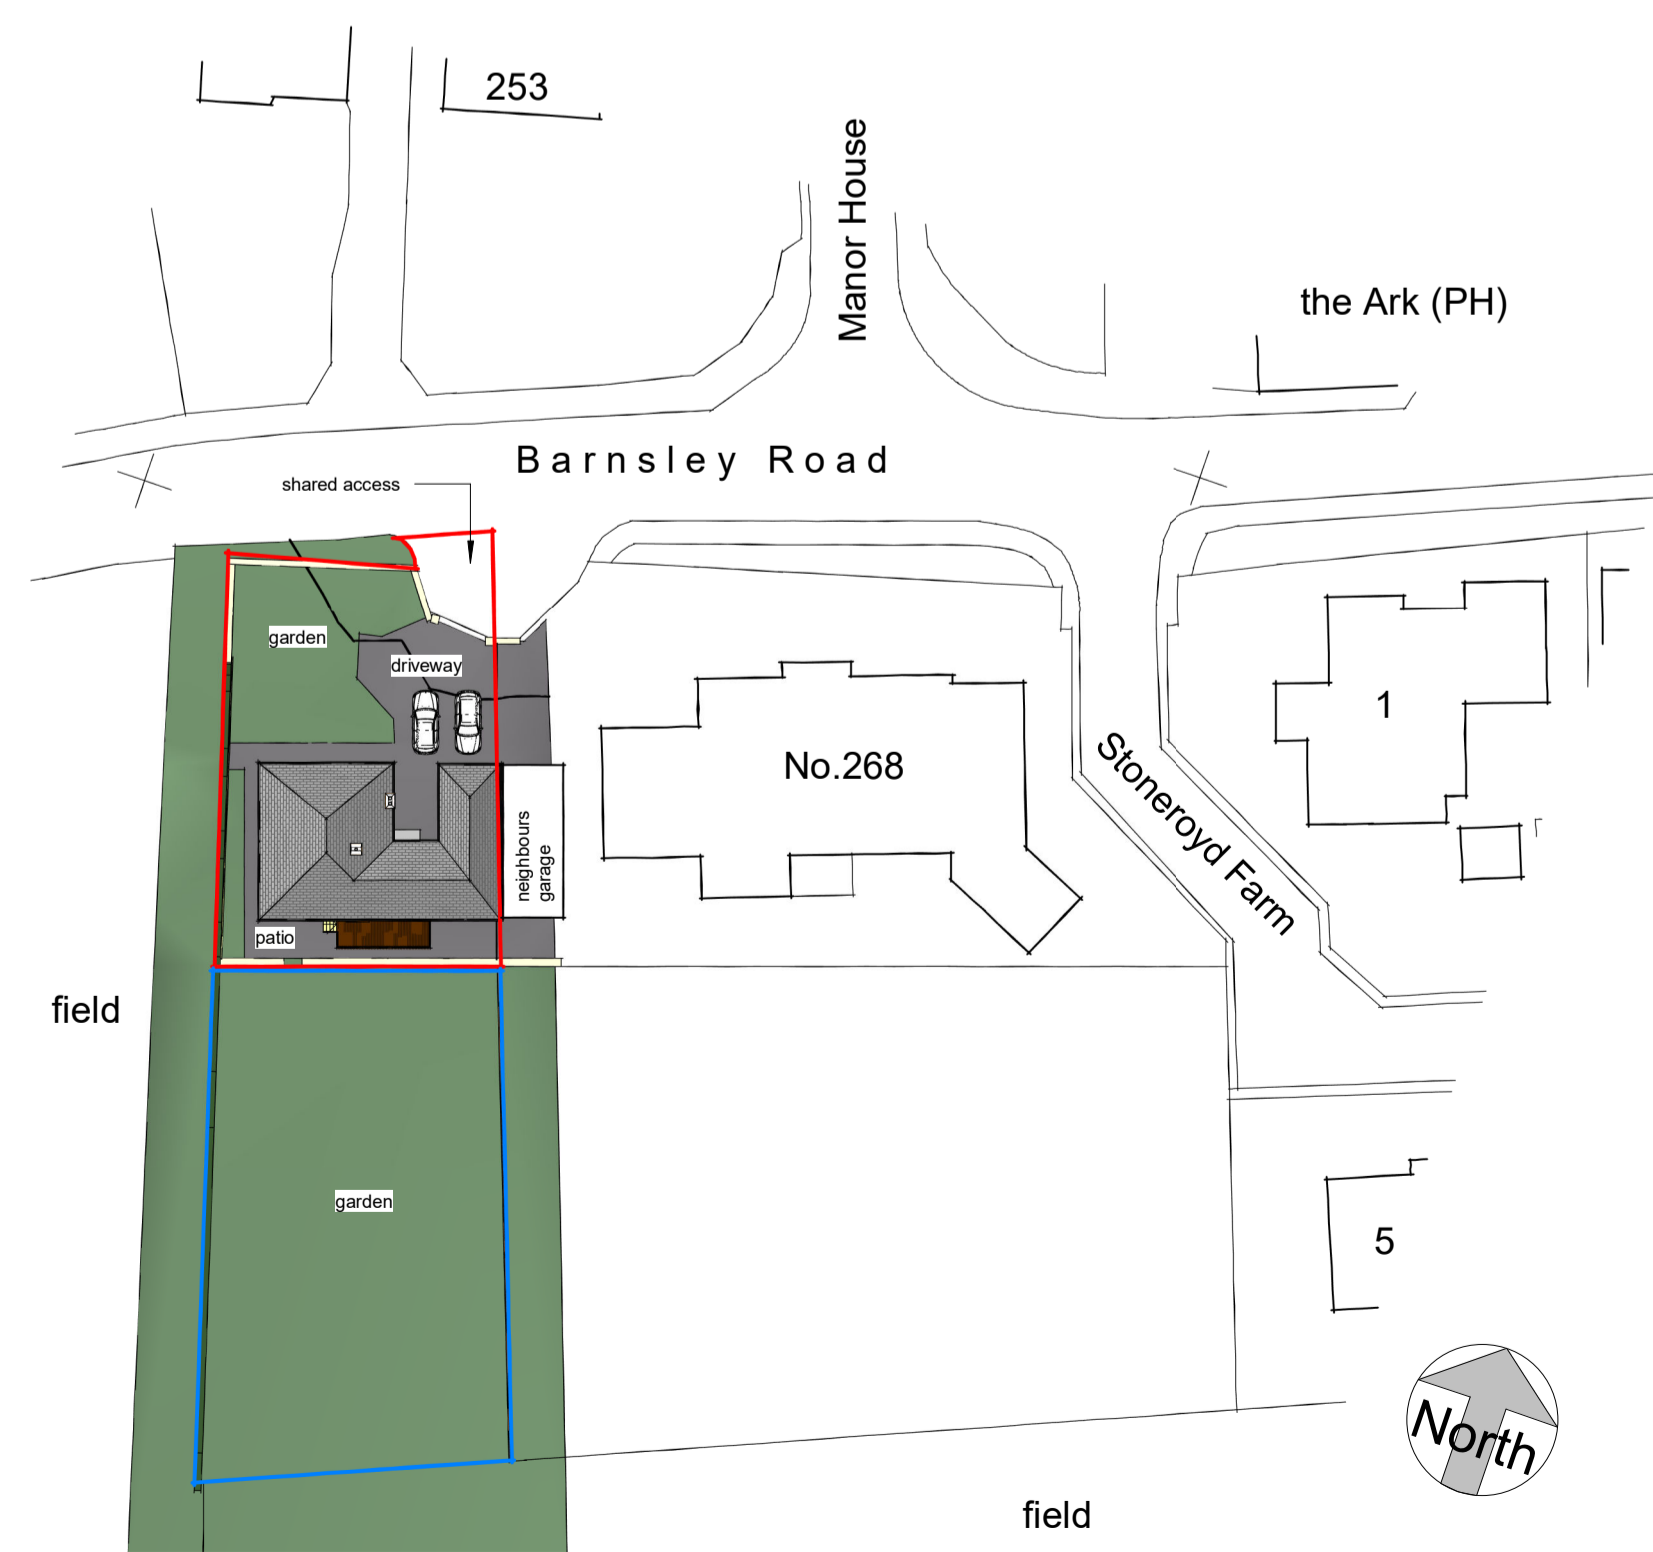 253
Manor House
the Ark (PH)
Barnsley Road
shared access
garden
driveway
No.268
1
Stoneroyd Farm
neighbours
garage
patio
field
garden
5
North
field